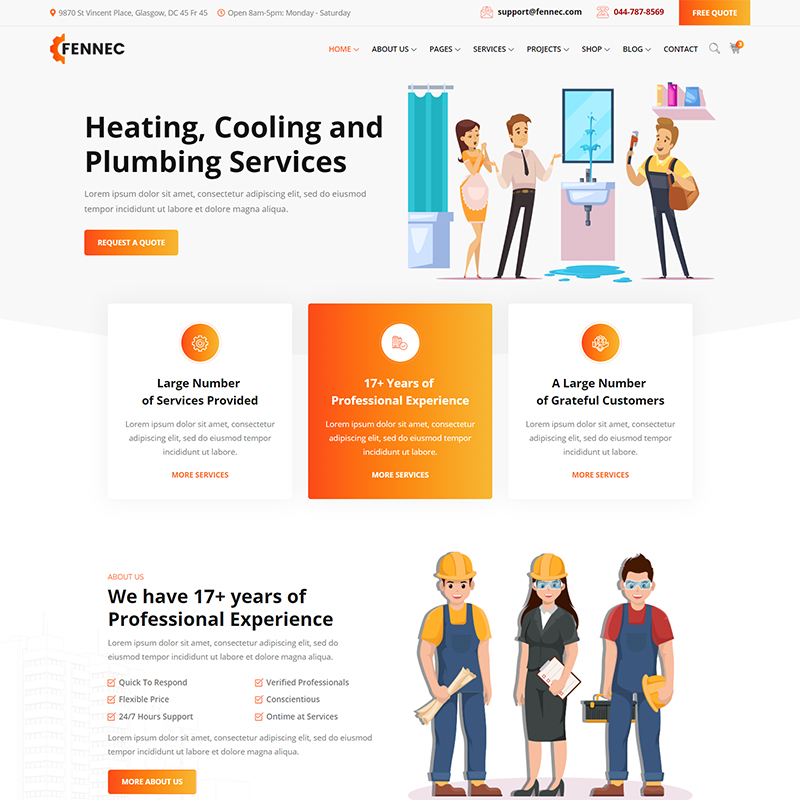 9870 St Vincent Place, Glasgow, DC 45 Fr 45
Open 8am-5pm: Monday - Saturday
support@fennec.com
044-787-8569
FREE QUOTE
FENNEC
HOME
ABOUT US
PAGES
SERVICES
PROJECTS
SHOP
BLOG
CONTACT
Heating, Cooling and
Plumbing Services
Lorem ipsum dolor sit amet, consectetur adipiscing elit, sed do eiusmod
tempor incididunt ut labore et dolore magna aliqua.
REQUEST A QUOTE
Large Number
of Services Provided
Lorem ipsum dolor sit amet, consectetur
adipiscing elit, sed do eiusmod tempor
incididunt ut labore.
MORE SERVICES
17+ Years of
Professional Experience
Lorem ipsum dolor sit amet, consectetur
adipiscing elit, sed do eiusmod tempor
incididunt ut labore.
MORE SERVICES
A Large Number
of Grateful Customers
Lorem ipsum dolor sit amet, consectetur
adipiscing elit, sed do eiusmod tempor
incididunt ut labore.
MORE SERVICES
ABOUT US
We have 17+ years of
Professional Experience
Lorem ipsum dolor sit amet, consectetur adipiscing elit, sed do
eiusmod tempor incididunt ut labore et dolore magna aliqua.
Quick To Respond
Verified Professionals
Flexible Price
Conscientious
24/7 Hours Support
Ontime at Services
Lorem ipsum dolor sit amet, consectetur adipiscing elit, sed do eiusmod
tempor incididunt ut labore.
MORE ABOUT US